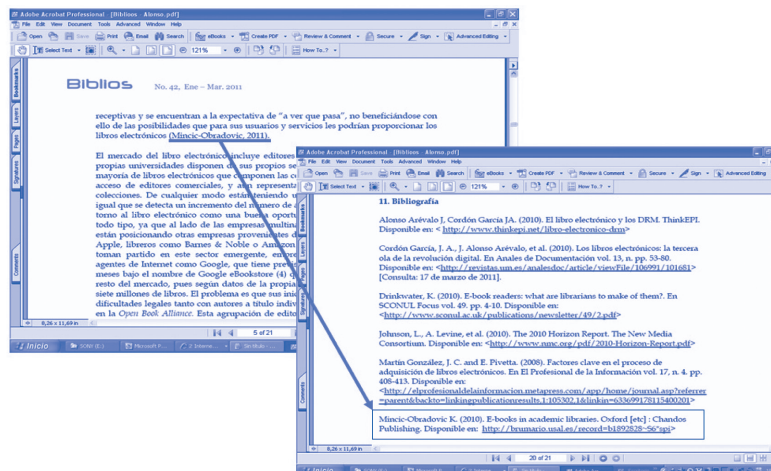 Adobe Acrobat Professional - [Biblios - Alonso.pdf]
File Edit View Document Tools Advanced Window Help
Open Save Print Email Search eBooks Create PDF Review & Comment Secure Sign Advanced Editing
Select Text 121% How To..?
Bookmarks
Layers
Pages
Signatures
Comments
Biblios No. 42, Ene – Mar. 2011
receptivas y se encuentran a la expectativa de “a ver que pasa”, no beneficiándose con
ello de las posibilidades que para sus usuarios y servicios les podrían proporcionar los
libros electrónicos (Mincic-Obradovic, 2011).
El mercado del libro electrónico incluye editores
propias universidades disponen de sus propios se
mayoría de libros electrónicos que componen las c
acceso de editores comerciales, y aún representa
colecciones. De cualquier modo están teniendo u
igual que se detecta un incremento del número de a
torno al libro electrónico como una buena oportu
todo tipo, ya que al lado de las empresas multina
están posicionando otras empresas provenientes d
Apple, libreros como Barnes & Noble o Amazon
toman partido en este sector emergente, empre
agentes de Internet como Google, que tiene previs
meses bajo el nombre de Google eBookstore (4) q
resto del mercado, pues según datos de la propia
siete millones de libros. El problema es que sus inic
dificultades legales tanto con autores a título indiv
en la Open Book Alliance. Esta agrupación de edito
8,26 x 11,69 in
5 of 21
Inicio
Adobe Acrobat Professional - [Biblios - Alonso.pdf]
File Edit View Document Tools Advanced Window Help
Open Save Print Email Search eBooks Create PDF Review & Comment Secure Sign Advanced Editing
Select Text 121% How To..?
Bookmarks
Layers
Pages
Signatures
Comments
11. Bibliografía
Alonso Arévalo J, Cordón García JA. (2010). El libro electrónico y los DRM. ThinkEPI.
Disponible en: < http://www.thinkepi.net/libro-electronico-drm>
Cordón García, J. A., J. Alonso Arévalo, et al. (2010). Los libros electrónicos: la tercera
ola de la revolución digital. En Anales de Documentación vol. 13, n. pp. 53-80.
Disponible en: <http://revistas.um.es/analesdoc/article/viewFile/106991/101681>
[Consulta: 17 de marzo de 2011].
Drinkwater, K. (2010). E-book readers: what are librarians to make of them?. En
SCONUL Focus vol. 49, pp. 4-10. Disponible en:
<http://www.sconul.ac.uk/publications/newsletter/49/2.pdf>
Johnson, L., A. Levine, et al. (2010). The 2010 Horizon Report. The New Media
Consortium. Disponible en: <http://www.nmc.org/pdf/2010-Horizon-Report.pdf>
Martín González, J. C. and E. Pivetta. (2008). Factores clave en el proceso de
adquisición de libros electrónicos. En El Profesional de la Información vol. 17, n. 4. pp.
408-413. Disponible en:
<http://elprofesionaldelainformacion.metapress.com/app/home/journal.asp?referrer
=parent&backto=linkingpublicationresults,1:105302,1&linkin=633699178115400201>
Mincic-Obradovic K. (2010). E-books in academic libraries. Oxford [etc] : Chandos
Publishing. Disponible en: http://brumario.usal.es/record=b1892828~S6*spi>
8,26 x 11,69 in
20 of 21